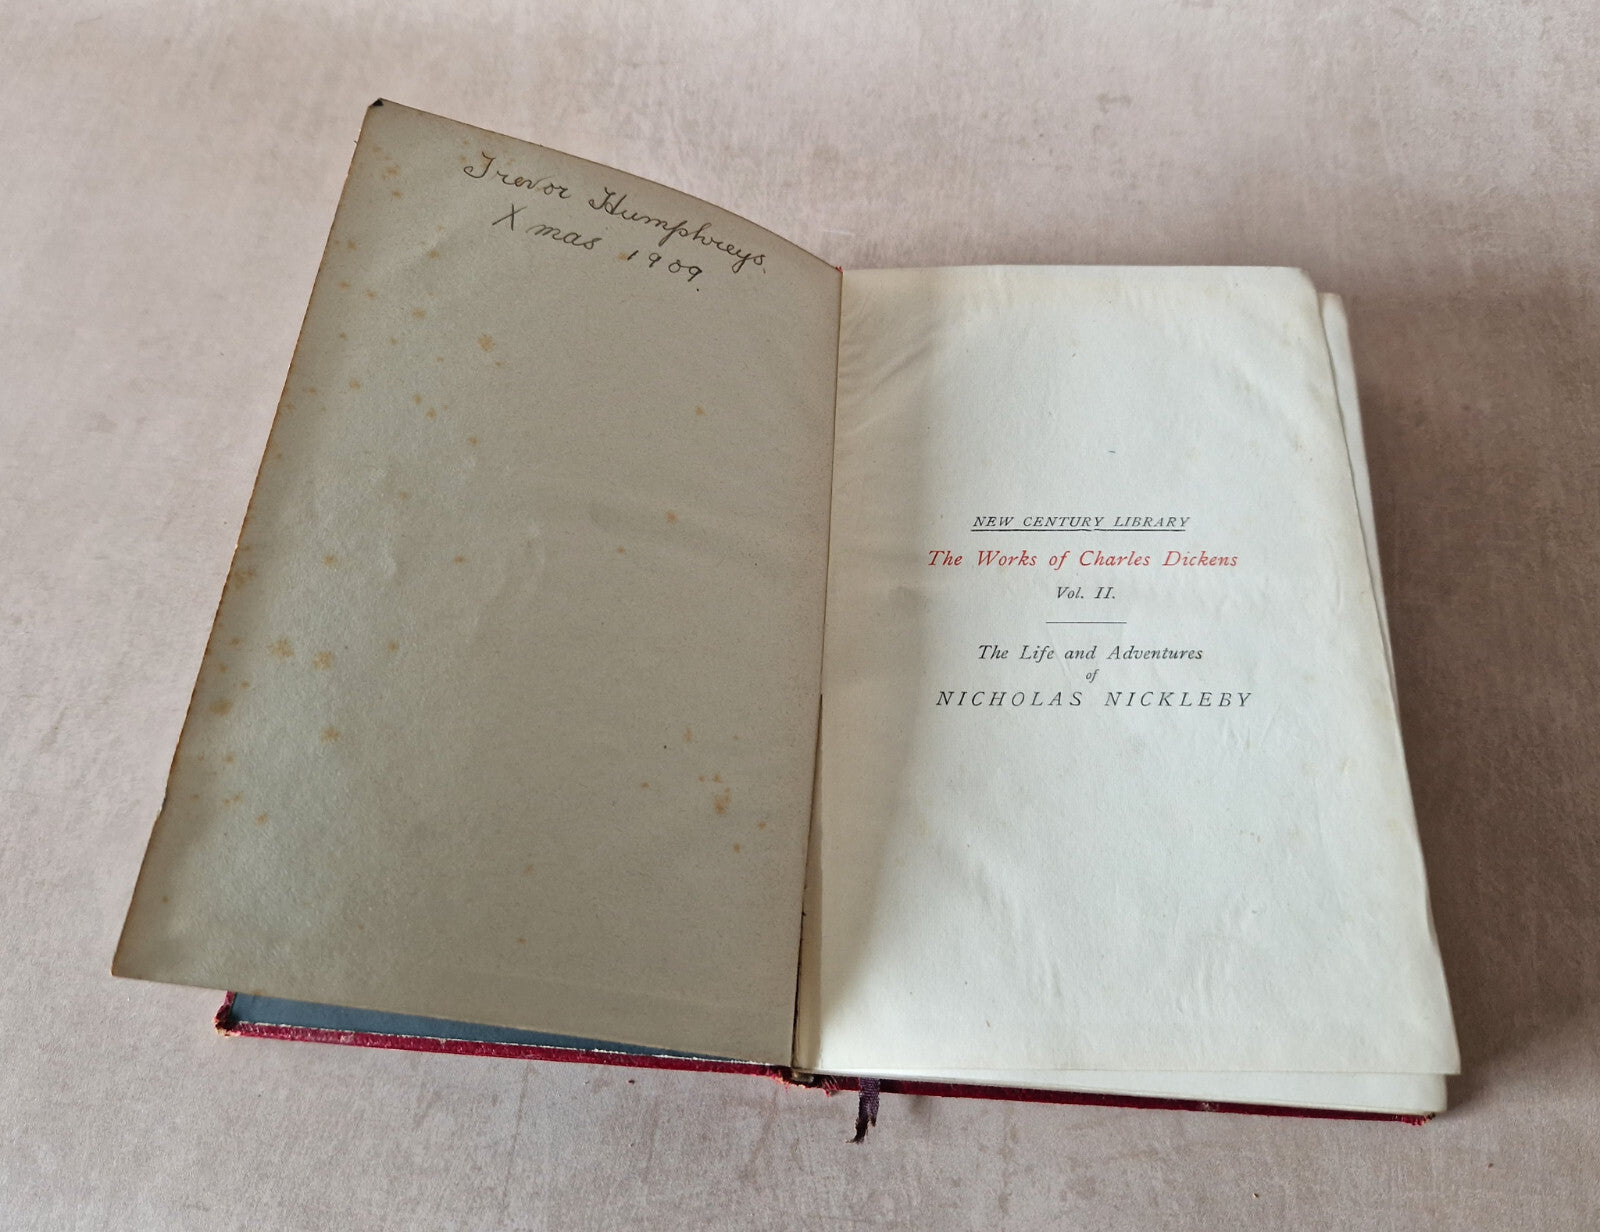 Trevor Humphreys.
Xmas 1909.
NEW CENTURY LIBRARY
The Works of Charles Dickens
Vol. II.
The Life and Adventures
of
NICHOLAS NICKLEBY